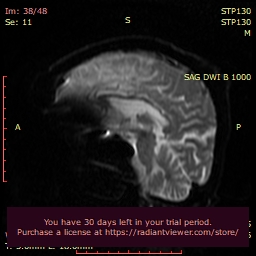 Im: 38/48
Se: 11
S
STP130
STP130
M
SAG DWI B 1000
A
P
You have 30 days left in your trial period.
Purchase a license at https://radiantviewer.com/store/